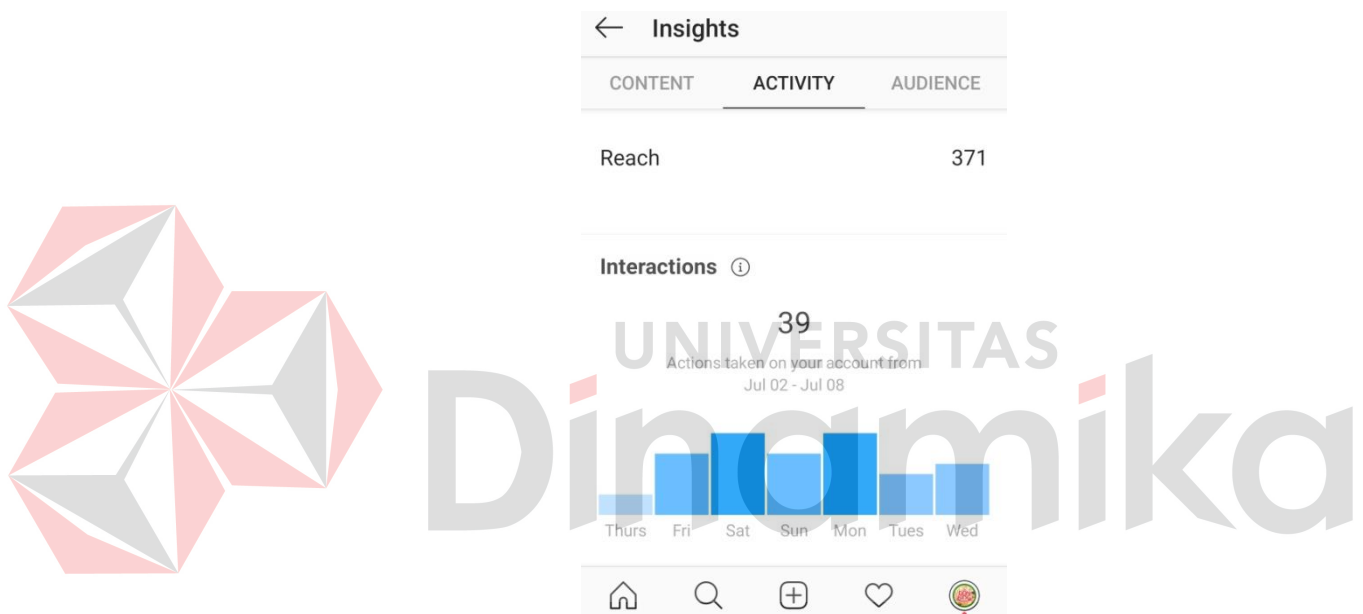 Insights
CONTENT ACTIVITY AUDIENCE
Reach 371
Interactions
39
UNIVERSITAS
Actions taken on your account from
Jul 02 - Jul 08
Dinamika
Thurs Fri Sat Sun Mon Tues Wed